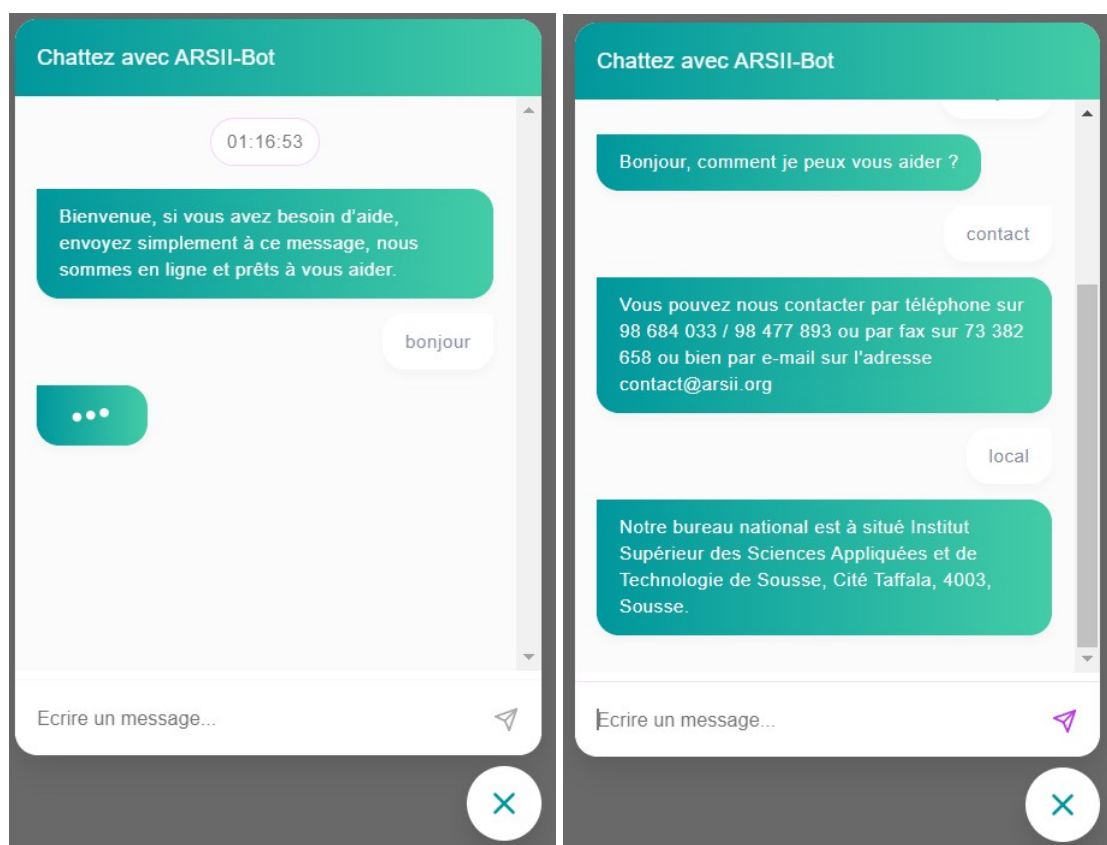 Chattez avec ARSII-Bot
01:16:53
Bienvenue, si vous avez besoin d'aide,
envoyez simplement à ce message, nous
sommes en ligne et prêts à vous aider.
bonjour
Ecrire un message...
Chattez avec ARSII-Bot
Bonjour, comment je peux vous aider ?
contact
Vous pouvez nous contacter par téléphone sur
98 684 033 / 98 477 893 ou par fax sur 73 382
658 ou bien par e-mail sur l'adresse
contact@arsii.org
local
Notre bureau national est à situé Institut
Supérieur des Sciences Appliquées et de
Technologie de Sousse, Cité Taffala, 4003,
Sousse.
Ecrire un message...